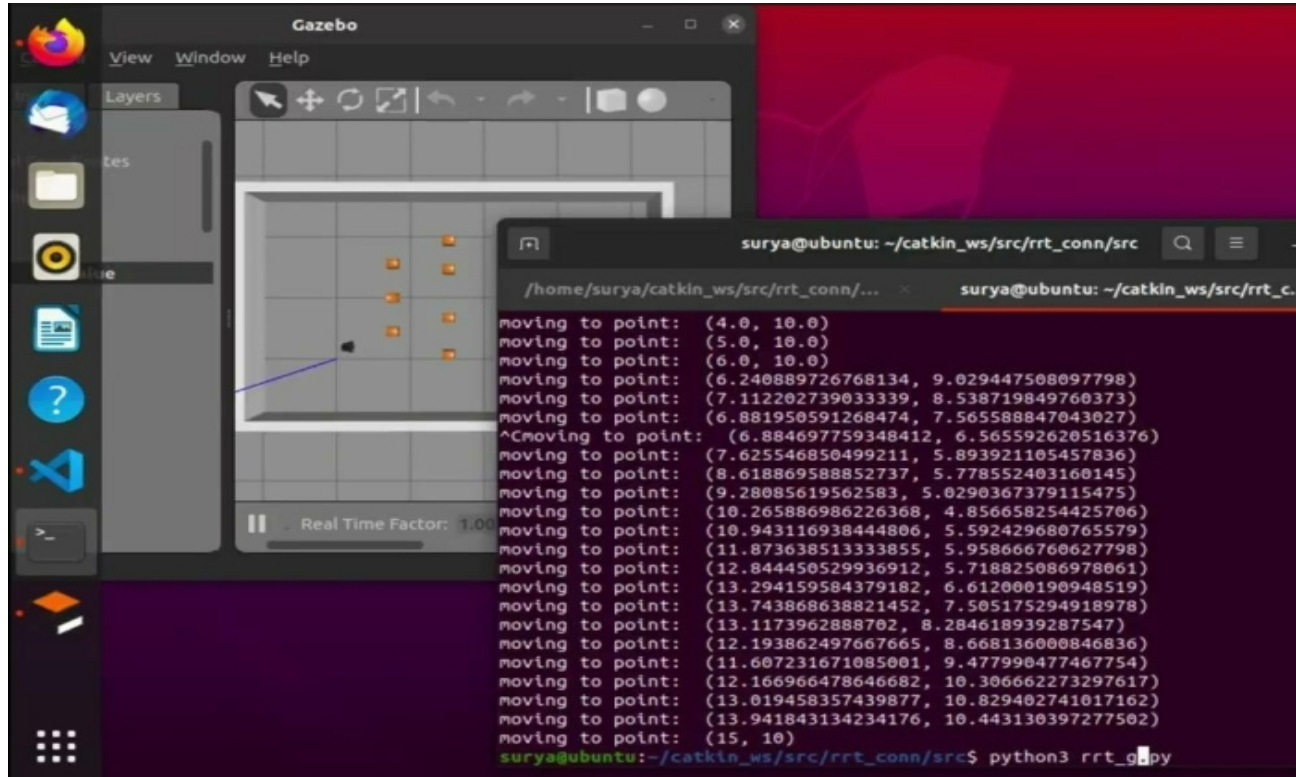 Gazebo
View Window Help
Layers
tes
lue
Real Time Factor: 1.00
surya@ubuntu: ~/catkin_ws/src/rrt_conn/src
/home/surya/catkin_ws/src/rrt_conn/...
surya@ubuntu: ~/catkin_ws/src/rrt_c...
moving to point: (4.0, 10.0)
moving to point: (5.0, 10.0)
moving to point: (6.0, 10.0)
moving to point: (6.240889726768134, 9.029447508097798)
moving to point: (7.112202739033339, 8.538719849760373)
moving to point: (6.881950591268474, 7.565588847043027)
^Cmoving to point: (6.884697759348412, 6.565592620516376)
moving to point: (7.625546850499211, 5.893921105457836)
moving to point: (8.618869588852737, 5.778552403160145)
moving to point: (9.28085619562583, 5.0290367379115475)
moving to point: (10.265886986226368, 4.856658254425706)
moving to point: (10.943116938444806, 5.592429680765579)
moving to point: (11.873638513333855, 5.958666760627798)
moving to point: (12.844450529936912, 5.718825086978061)
moving to point: (13.294159584379182, 6.612000190948519)
moving to point: (13.743868638821452, 7.505175294918978)
moving to point: (13.1173962888702, 8.284618939287547)
moving to point: (12.193862497667665, 8.668136000846836)
moving to point: (11.607231671085001, 9.477990477467754)
moving to point: (12.166966478646682, 10.306662273297617)
moving to point: (13.019458357439877, 10.829402741017162)
moving to point: (13.941843134234176, 10.443130397277502)
moving to point: (15, 10)
surya@ubuntu:~/catkin_ws/src/rrt_conn/src$ python3 rrt_g.py